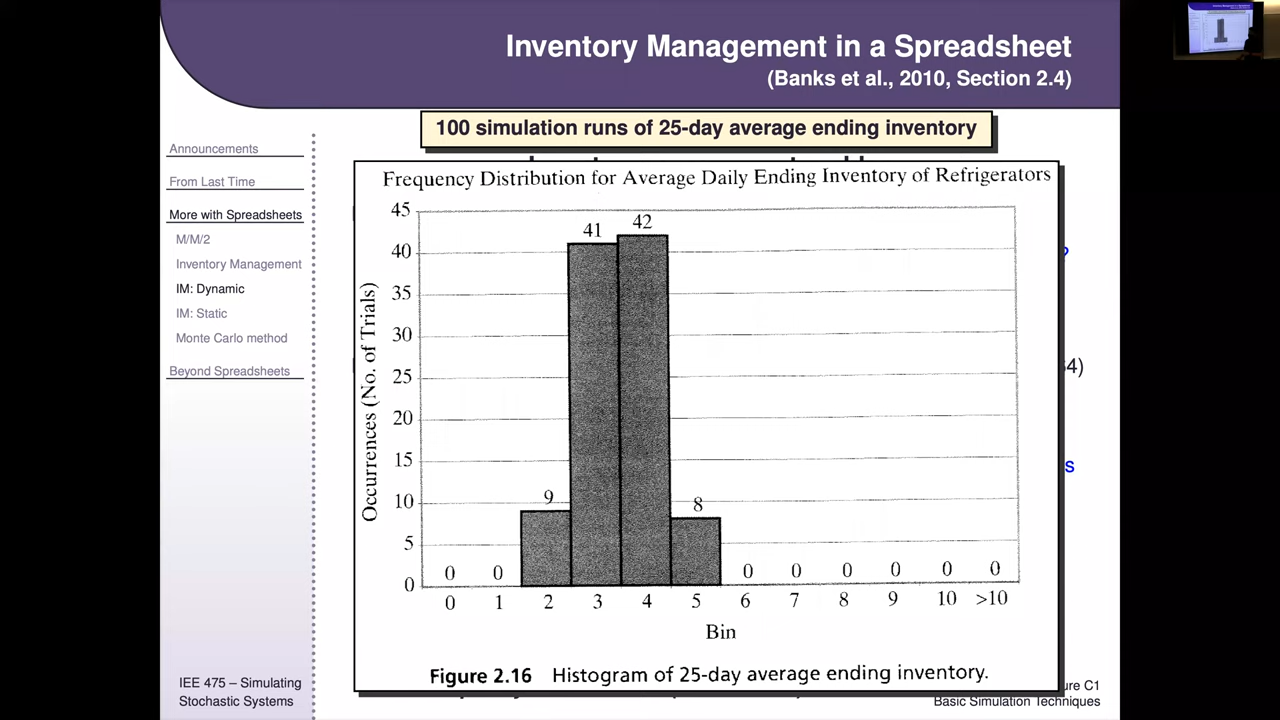 Inventory Management in a Spreadsheet
(Banks et al., 2010, Section 2.4)
100 simulation runs of 25-day average ending inventory
Announcements
From Last Time
More with Spreadsheets
M/M/2
Inventory Management
IM: Dynamic
IM: Static
Monte Carlo method
Beyond Spreadsheets
Frequency Distribution for Average Daily Ending Inventory of Refrigerators
Occurrences (No. of Trials)
45
40
35
30
25
20
15
10
5
0
0 0 9 41 42 8 0 0 0 0 0 0
0 1 2 3 4 5 6 7 8 9 10 >10
Bin
Figure 2.16 Histogram of 25-day average ending inventory.
IEE 475 – Simulating
Stochastic Systems
C1
Basic Simulation Techniques